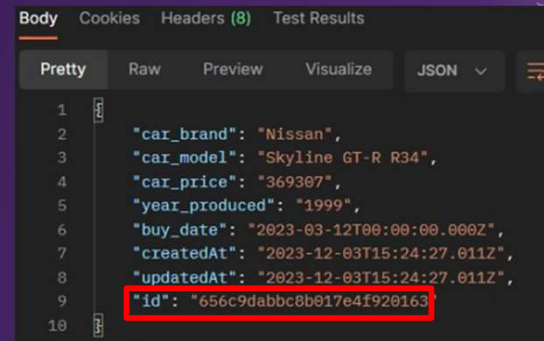 Body Cookies Headers (8) Test Results
Pretty Raw Preview Visualize JSON
1 {
2 "car_brand": "Nissan",
3 "car_model": "Skyline GT-R R34",
4 "car_price": "369307",
5 "year_produced": "1999",
6 "buy_date": "2023-03-12T00:00:00.000Z",
7 "createdAt": "2023-12-03T15:24:27.011Z",
8 "updatedAt": "2023-12-03T15:24:27.011Z",
9 "id": "656c9dabbc8b017e4f920163"
10 }